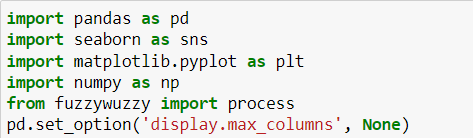 import pandas as pd
import seaborn as sns
import matplotlib.pyplot as plt
import numpy as np
from fuzzywuzzy import process
pd.set_option('display.max_columns', None)